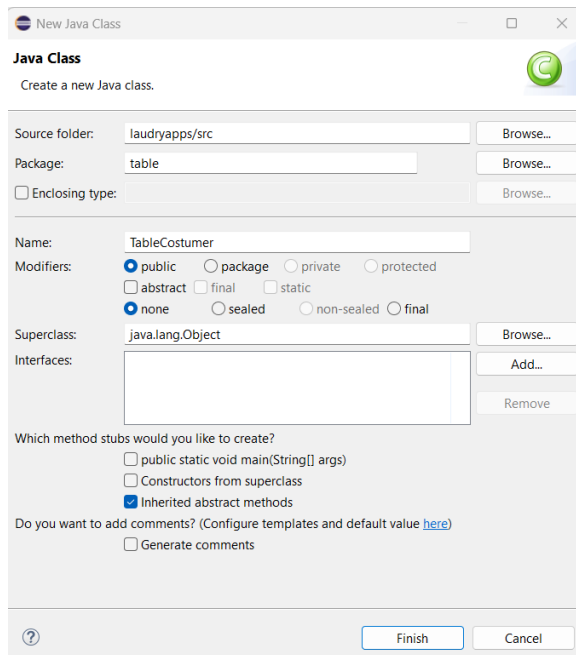 New Java Class
Java Class
Create a new Java class.
C
Source folder: laudryapps/src Browse...
Package: table Browse...
Enclosing type: Browse...
Name: TableCostumer
Modifiers: public package private protected
abstract final static
none sealed non-sealed final
Superclass: java.lang.Object Browse...
Interfaces: Add...
Remove
Which method stubs would you like to create?
public static void main(String[] args)
Constructors from superclass
Inherited abstract methods
Do you want to add comments? (Configure templates and default value here)
Generate comments
? Finish Cancel